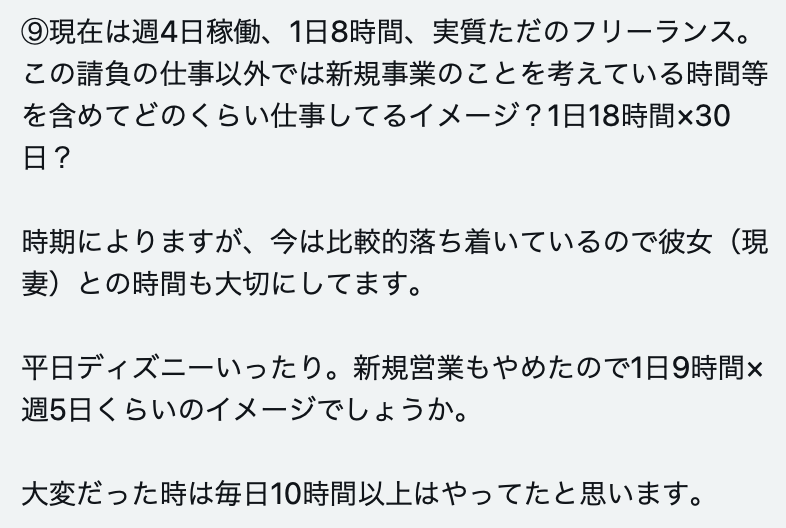 ⑨現在は週4日稼働、1日8時間、実質ただのフリーランス。
この請負の仕事以外では新規事業のことを考えている時間等
を含めてどのくらい仕事してるイメージ？1日18時間×30
日？
時期によりますが、今は比較的落ち着いているので彼女（現
妻）との時間も大切にしてます。
平日ディズニーいったり。新規営業もやめたので1日9時間×
週5日くらいのイメージでしょうか。
大変だった時は毎日10時間以上はやってたと思います。